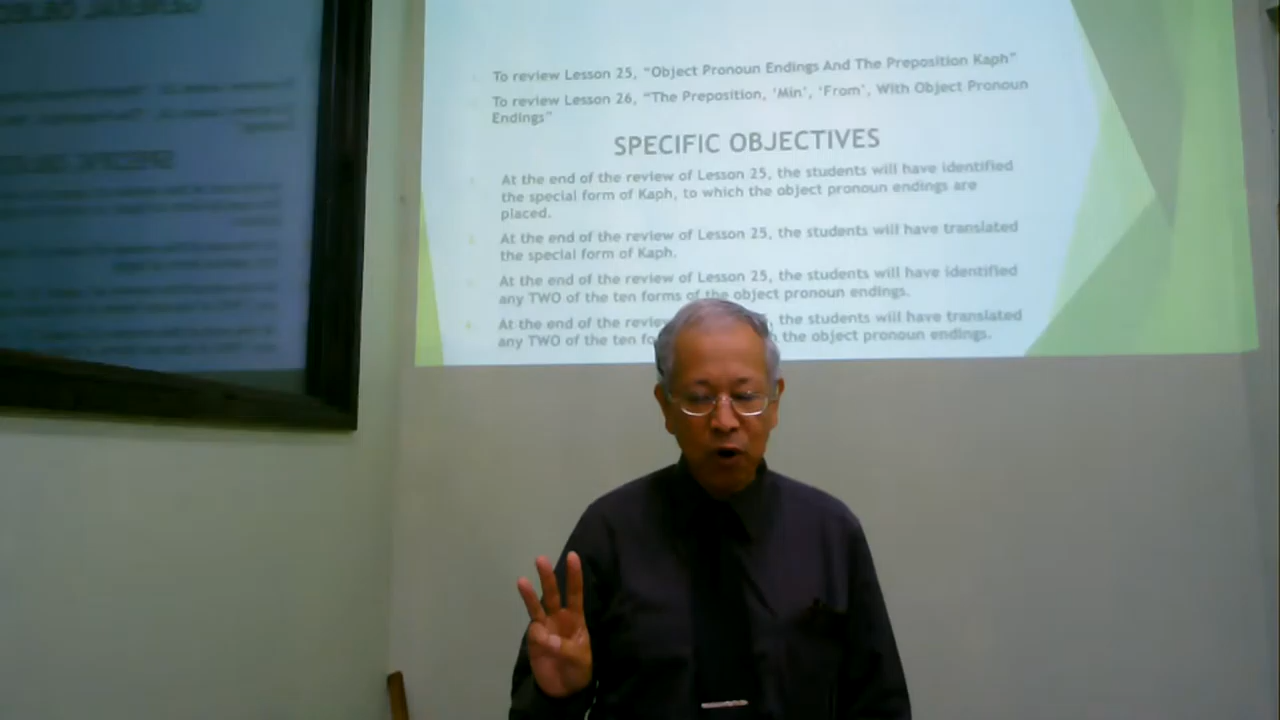 To review Lesson 25, “Object Pronoun Endings And The Preposition Kaph”
To review Lesson 26, “The Preposition, ‘Min’, ‘From’, With Object Pronoun
Endings”
SPECIFIC OBJECTIVES
At the end of the review of Lesson 25, the students will have identified
the special form of Kaph, to which the object pronoun endings are
placed.
At the end of the review of Lesson 25, the students will have translated
the special form of Kaph.
At the end of the review of Lesson 25, the students will have identified
any TWO of the ten forms of the object pronoun endings.
At the end of the the students will have translated
any TWO of the ten the object pronoun endings.